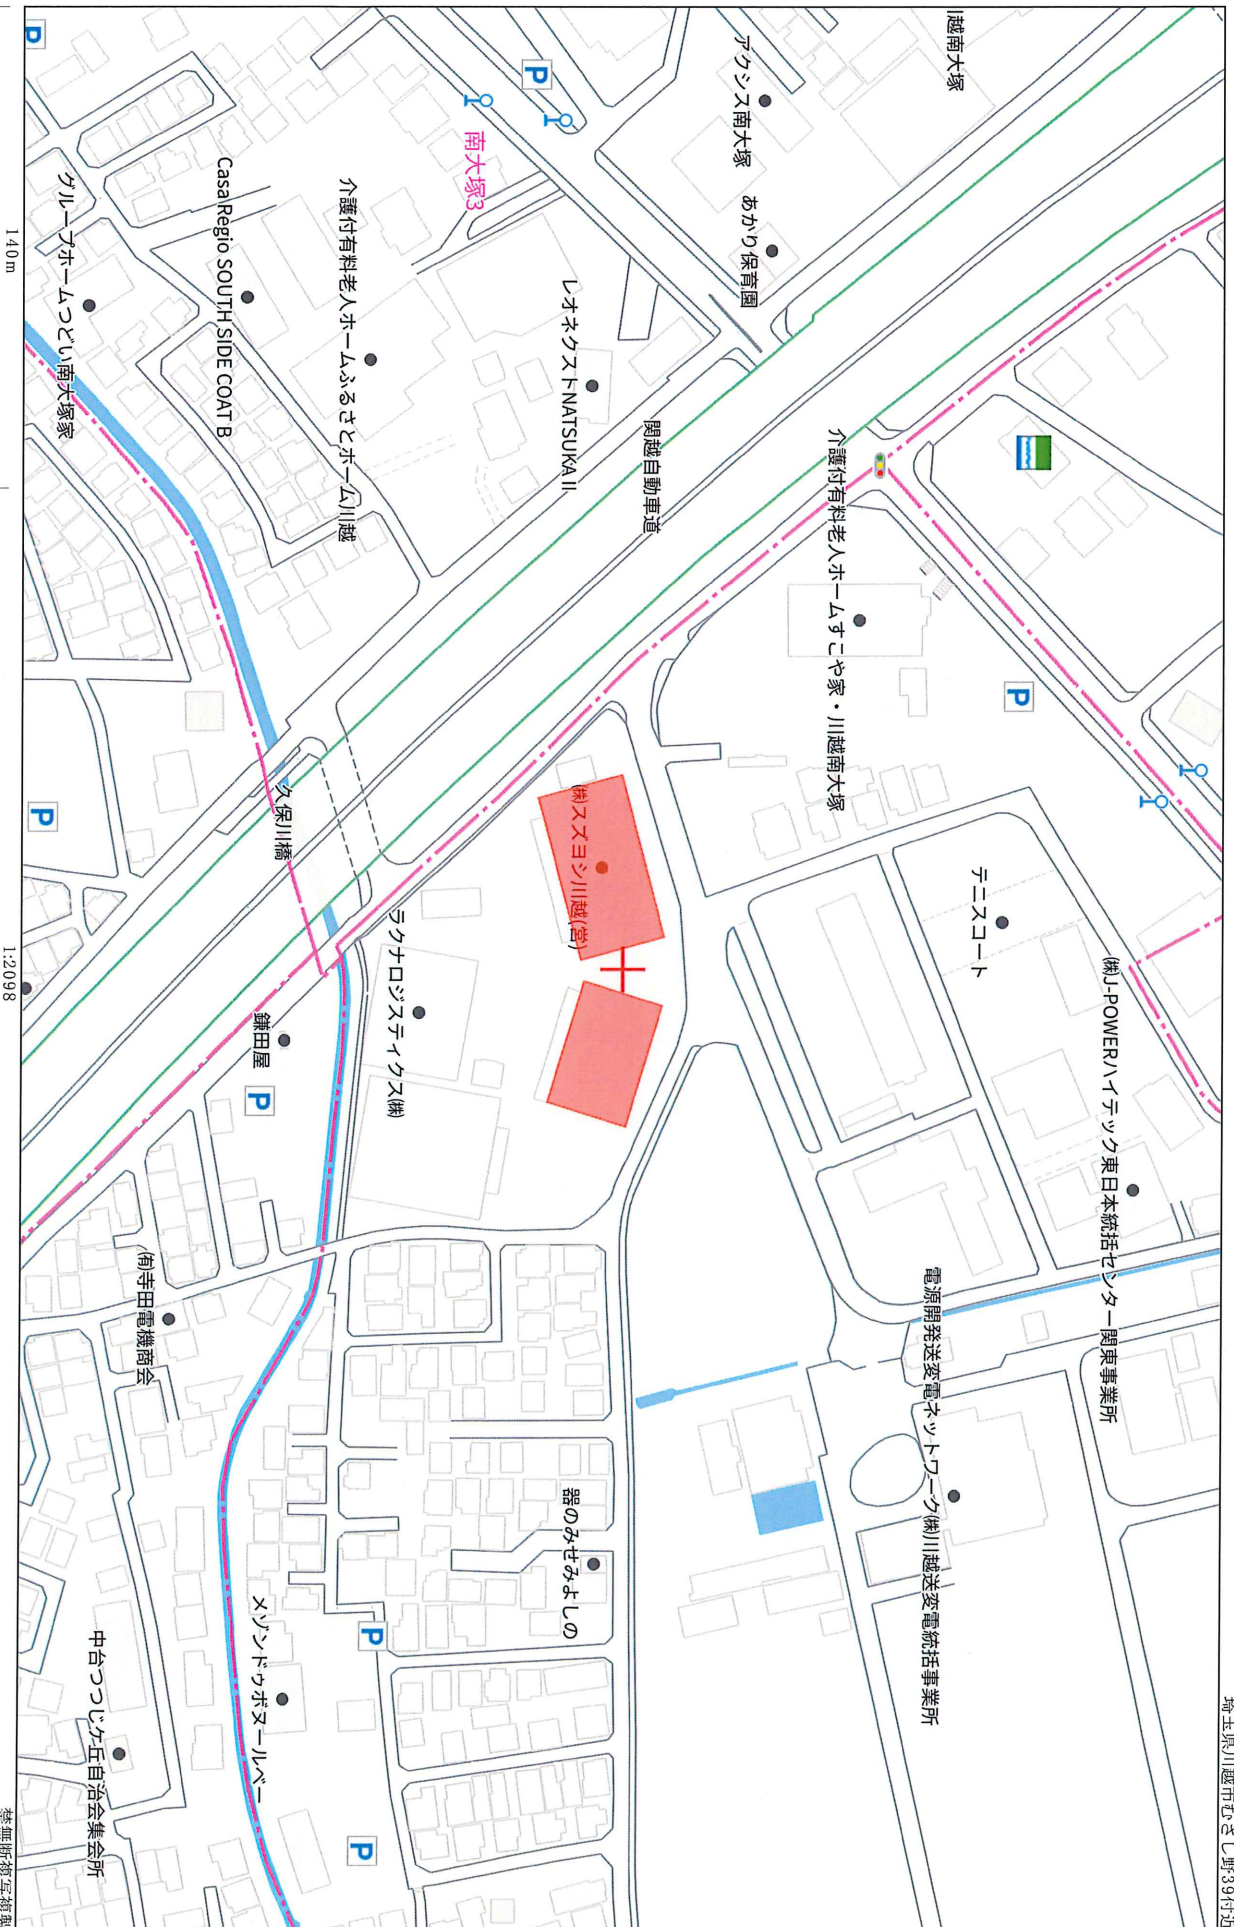 埼玉県川越市むさし野39付近
川越南大塚
アクシス南大塚
あかり保育園
P
南大塚3
レオネクストNATSUKAⅡ
関越自動車道
介護付有料老人ホームすこや家・川越南大塚
P
テニスコート
㈱J-POWERハイテック東日本統括センター関東事業所
電源開発送変電ネットワーク㈱川越送変電統括事業所
P
介護付有料老人ホームふるさとホーム川越
Casa Regio SOUTH SIDE COAT B
グループホームつどい南大塚家
㈱スズヨシ川越(営)
久保川橋
ラクナロジスティクス㈱
鎌田屋
P
P
㈲寺田電機商会
器のみせみよしの
P
メゾンドゥボヌールベー
P
中台つつじケ丘自治会集会所
140m
1:2098
禁無断複写複製